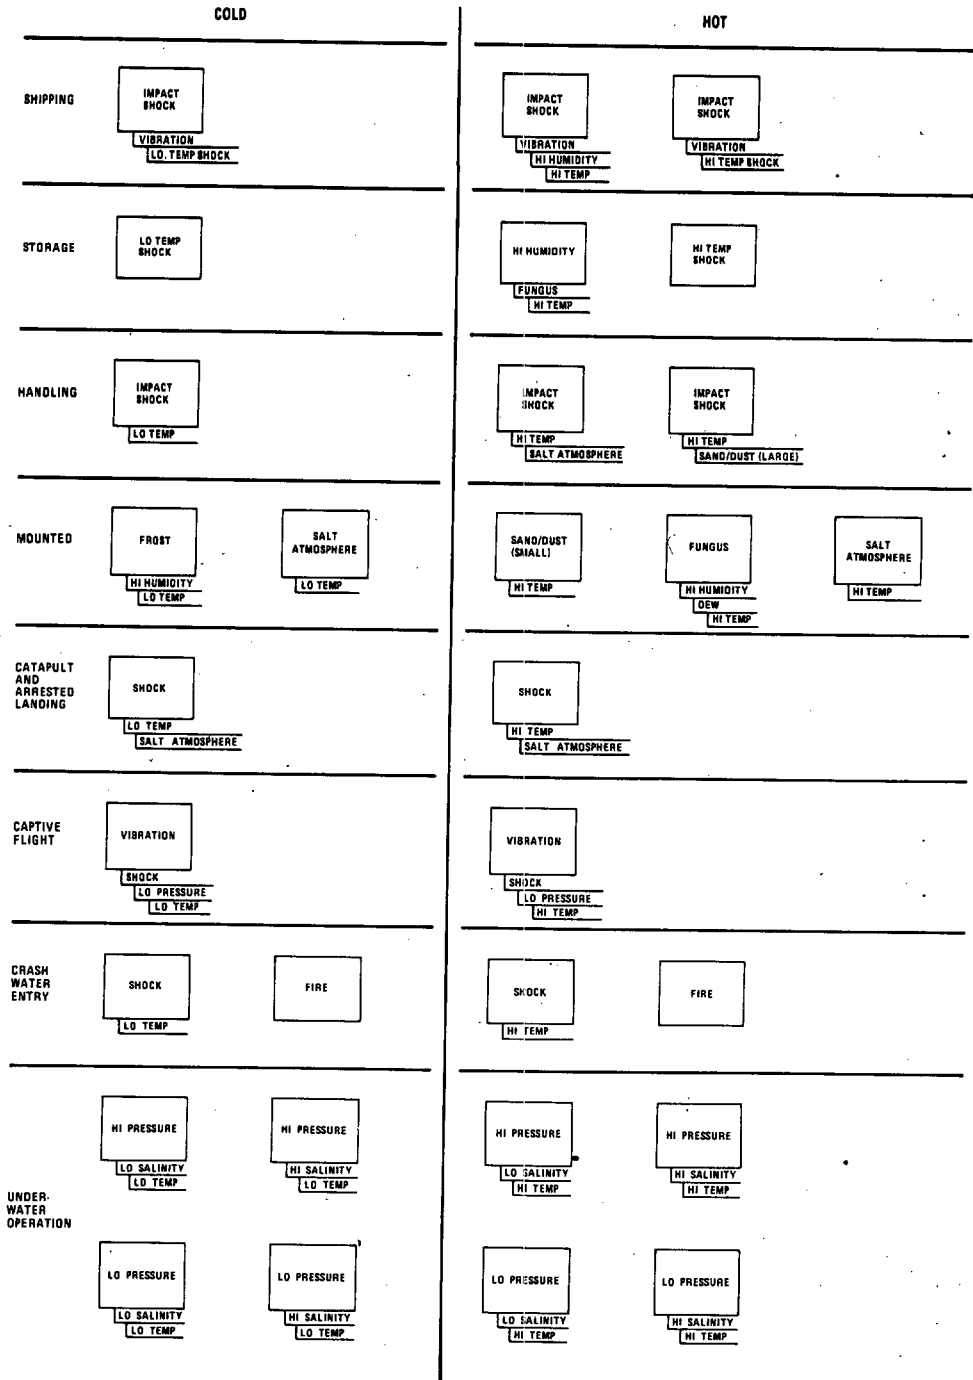 COLD
HOT
SHIPPING
IMPACT
SHOCK
VIBRATION
LO. TEMP SHOCK
IMPACT
SHOCK
VIBRATION
HI HUMIDITY
HI TEMP
IMPACT
SHOCK
VIBRATION
HI TEMP SHOCK
STORAGE
LO TEMP
SHOCK
HI HUMIDITY
FUNGUS
HI TEMP
HI TEMP
SHOCK
HANDLING
IMPACT
SHOCK
LO TEMP
IMPACT
SHOCK
HI TEMP
SALT ATMOSPHERE
IMPACT
SHOCK
HI TEMP
SAND/DUST (LARGE)
MOUNTED
FROST
HI HUMIDITY
LO TEMP
SALT
ATMOSPHERE
LO TEMP
SAND/DUST
(SMALL)
HI TEMP
FUNGUS
HI HUMIDITY
DEW
HI TEMP
SALT
ATMOSPHERE
HI TEMP
CATAPULT
AND
ARRESTED
LANDING
SHOCK
LO TEMP
SALT ATMOSPHERE
SHOCK
HI TEMP
SALT ATMOSPHERE
CAPTIVE
FLIGHT
VIBRATION
SHOCK
LO PRESSURE
LO TEMP
VIBRATION
SHOCK
LO PRESSURE
HI TEMP
CRASH
WATER
ENTRY
SHOCK
LO TEMP
FIRE
SHOCK
HI TEMP
FIRE
UNDER-
WATER
OPERATION
HI PRESSURE
LO SALINITY
LO TEMP
HI PRESSURE
HI SALINITY
LO TEMP
HI PRESSURE
LO SALINITY
HI TEMP
HI PRESSURE
HI SALINITY
HI TEMP
LO PRESSURE
LO SALINITY
LO TEMP
LO PRESSURE
HI SALINITY
LO TEMP
LO PRESSURE
LO SALINITY
HI TEMP
LO PRESSURE
HI SALINITY
HI TEMP